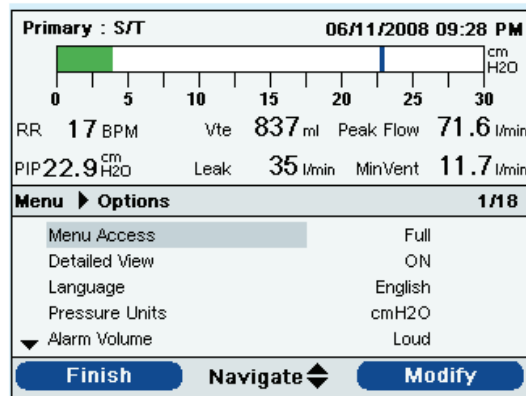 Primary : S/T 06/11/2008 09:28 PM
cm
H2O
0 5 10 15 20 25 30
RR 17 BPM Vte 837 ml Peak Flow 71.6 l/min
PIP 22.9 cm H2O Leak 35 l/min MinVent 11.7 l/min
Menu Options 1/18
Menu Access Full
Detailed View ON
Language English
Pressure Units cmH2O
Alarm Volume Loud
Finish Navigate Modify